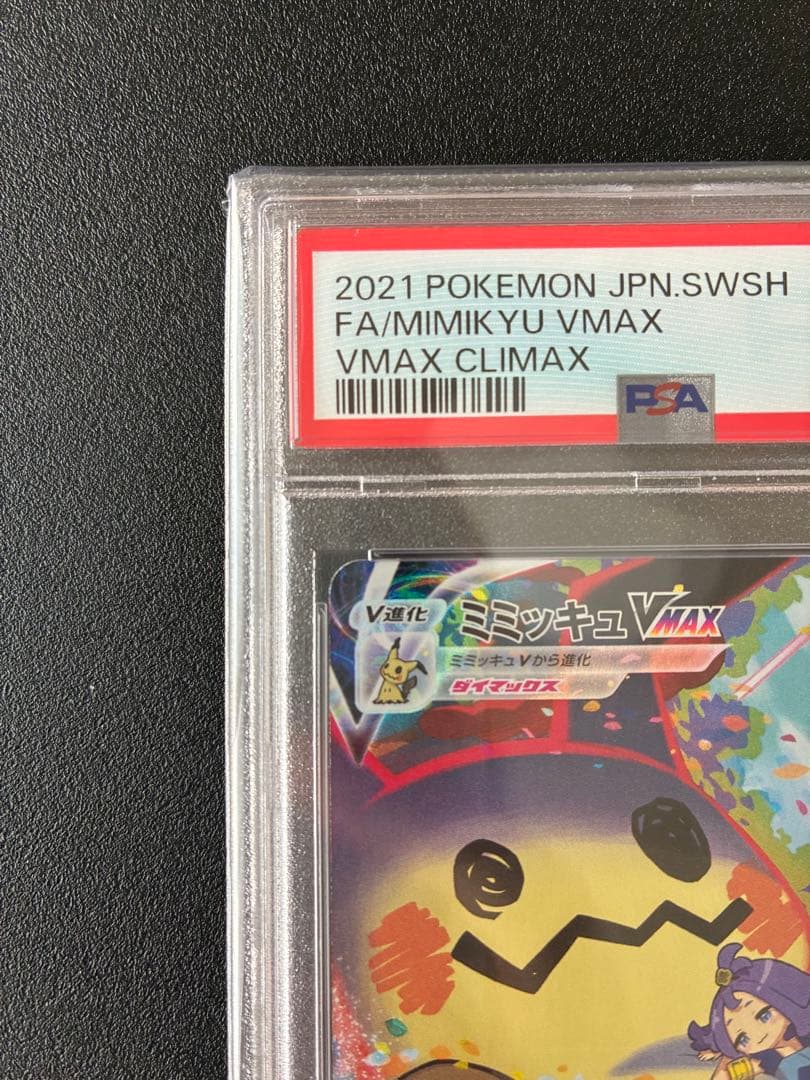 2021 POKEMON JPN.SWSH
FA/MIMIKYU VMAX
VMAX CLIMAX
PSA
V進化
ミミッキュVMAX
ミミッキュVから進化
ダイマックス